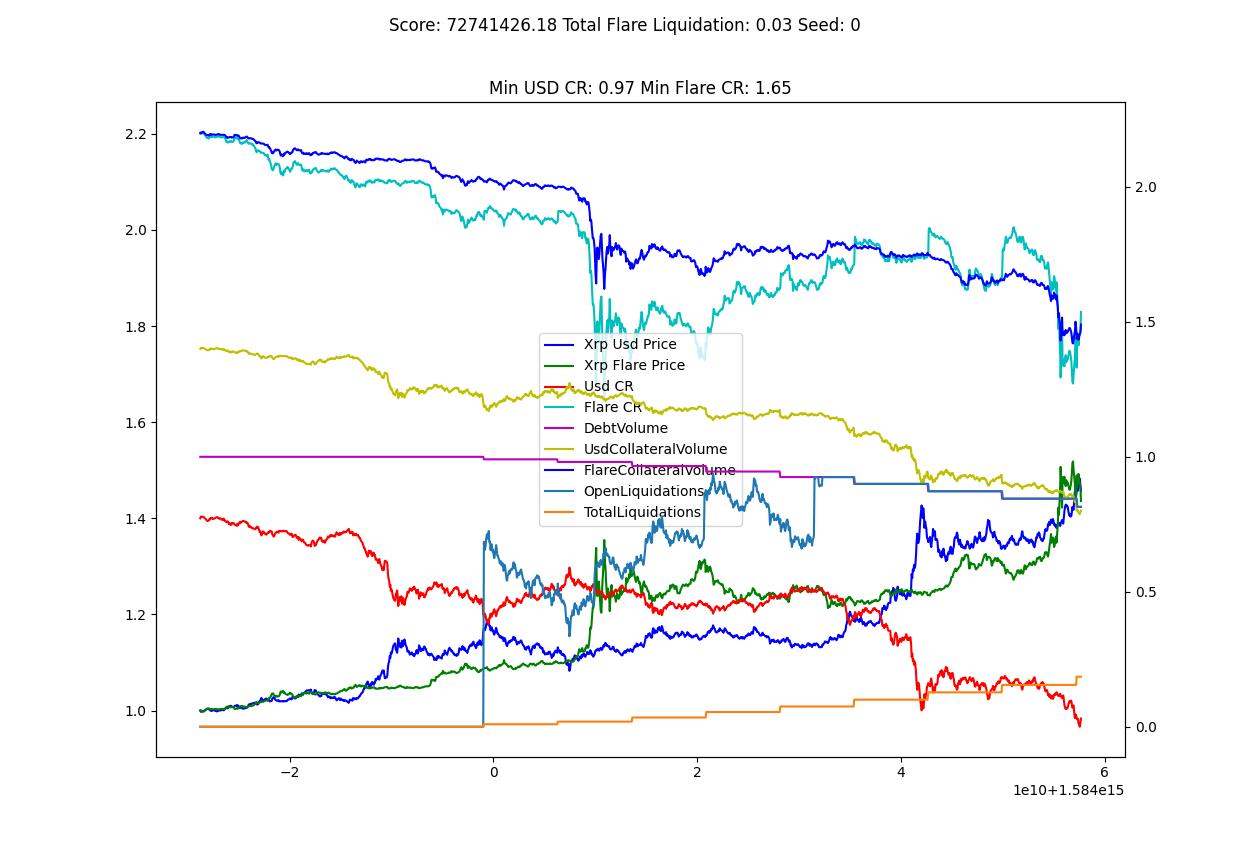 Score: 72741426.18 Total Flare Liquidation: 0.03 Seed: 0
Min USD CR: 0.97 Min Flare CR: 1.65
2.2
2.0
1.8
1.6
1.4
1.2
1.0
2.0
1.5
1.0
0.5
0.0
Xrp Usd Price
Xrp Flare Price
Usd CR
Flare CR
DebtVolume
UsdCollateralVolume
FlareCollateralVolume
OpenLiquidations
TotalLiquidations
−2 0 2 4 6
1e10+1.584e15